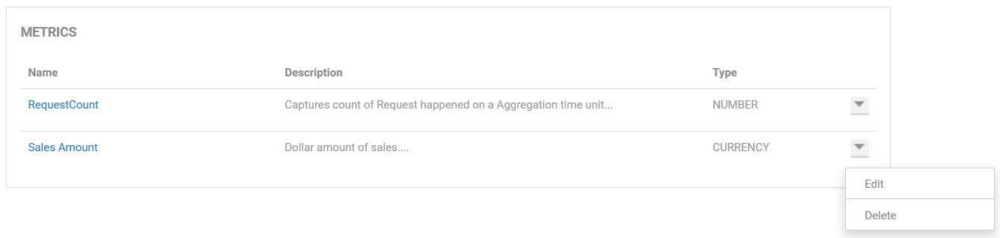 METRICS
Name Description Type
RequestCount Captures count of Request happened on a Aggregation time unit... NUMBER
Sales Amount Dollar amount of sales.... CURRENCY
Edit
Delete